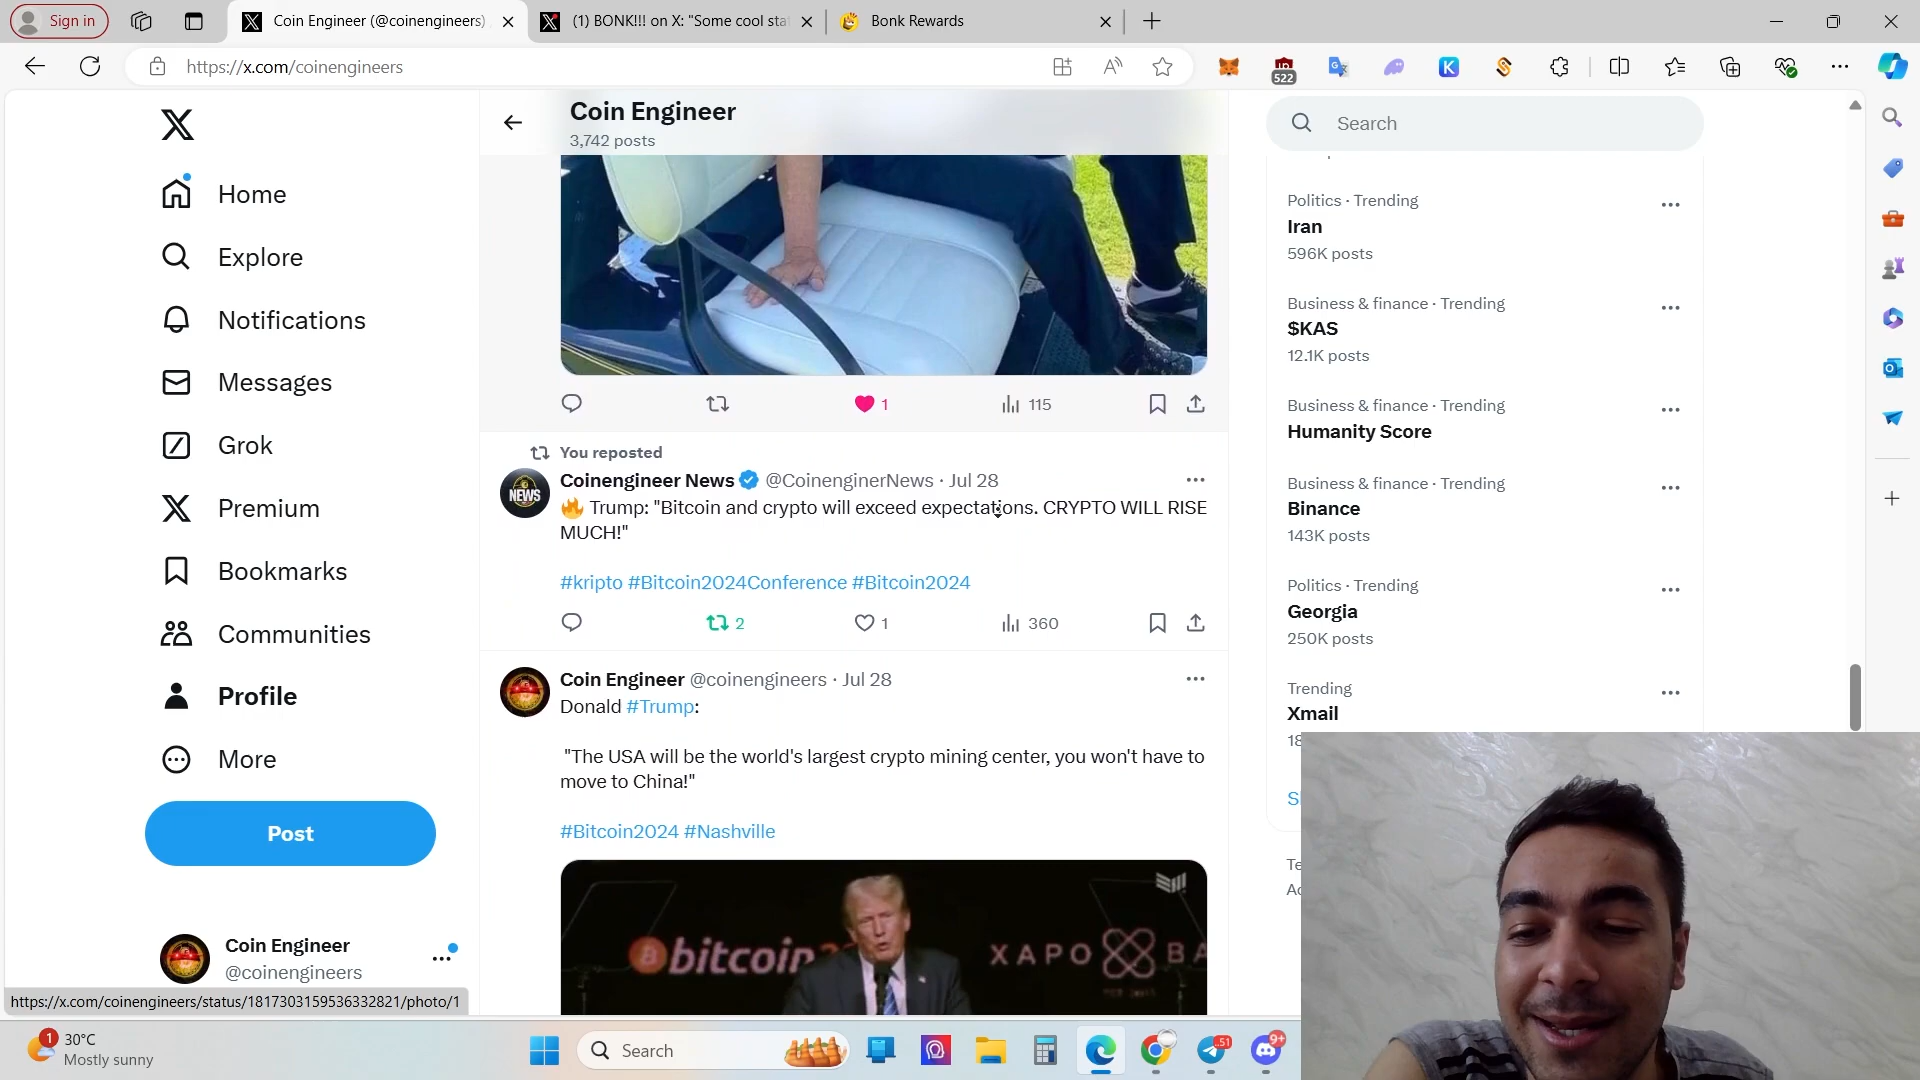 Sign in
Coin Engineer (@coinengineers)
(1) BONK!!! on X: "Some cool sta
Bonk Rewards
https://x.com/coinengineers
522
Coin Engineer
3,742 posts
Search
Home
Explore
Notifications
Messages
Grok
Premium
Bookmarks
Communities
Profile
More
Post
Coin Engineer
@coinengineers
1
115
You reposted
NEWS
Coinengineer News @CoinenginerNews · Jul 28
🔥 Trump: "Bitcoin and crypto will exceed expectations. CRYPTO WILL RISE
MUCH!"
#kripto #Bitcoin2024Conference #Bitcoin2024
2
1
360
Coin Engineer @coinengineers · Jul 28
Donald #Trump:
"The USA will be the world's largest crypto mining center, you won't have to
move to China!"
#Bitcoin2024 #Nashville
bitcoin
XAPO BA
Politics · Trending
Iran
596K posts
Business & finance · Trending
$KAS
12.1K posts
Business & finance · Trending
Humanity Score
Business & finance · Trending
Binance
143K posts
Politics · Trending
Georgia
250K posts
Trending
Xmail
https://x.com/coinengineers/status/1817303159536332821/photo/1
1
30°C
Mostly sunny
Search
51
9+